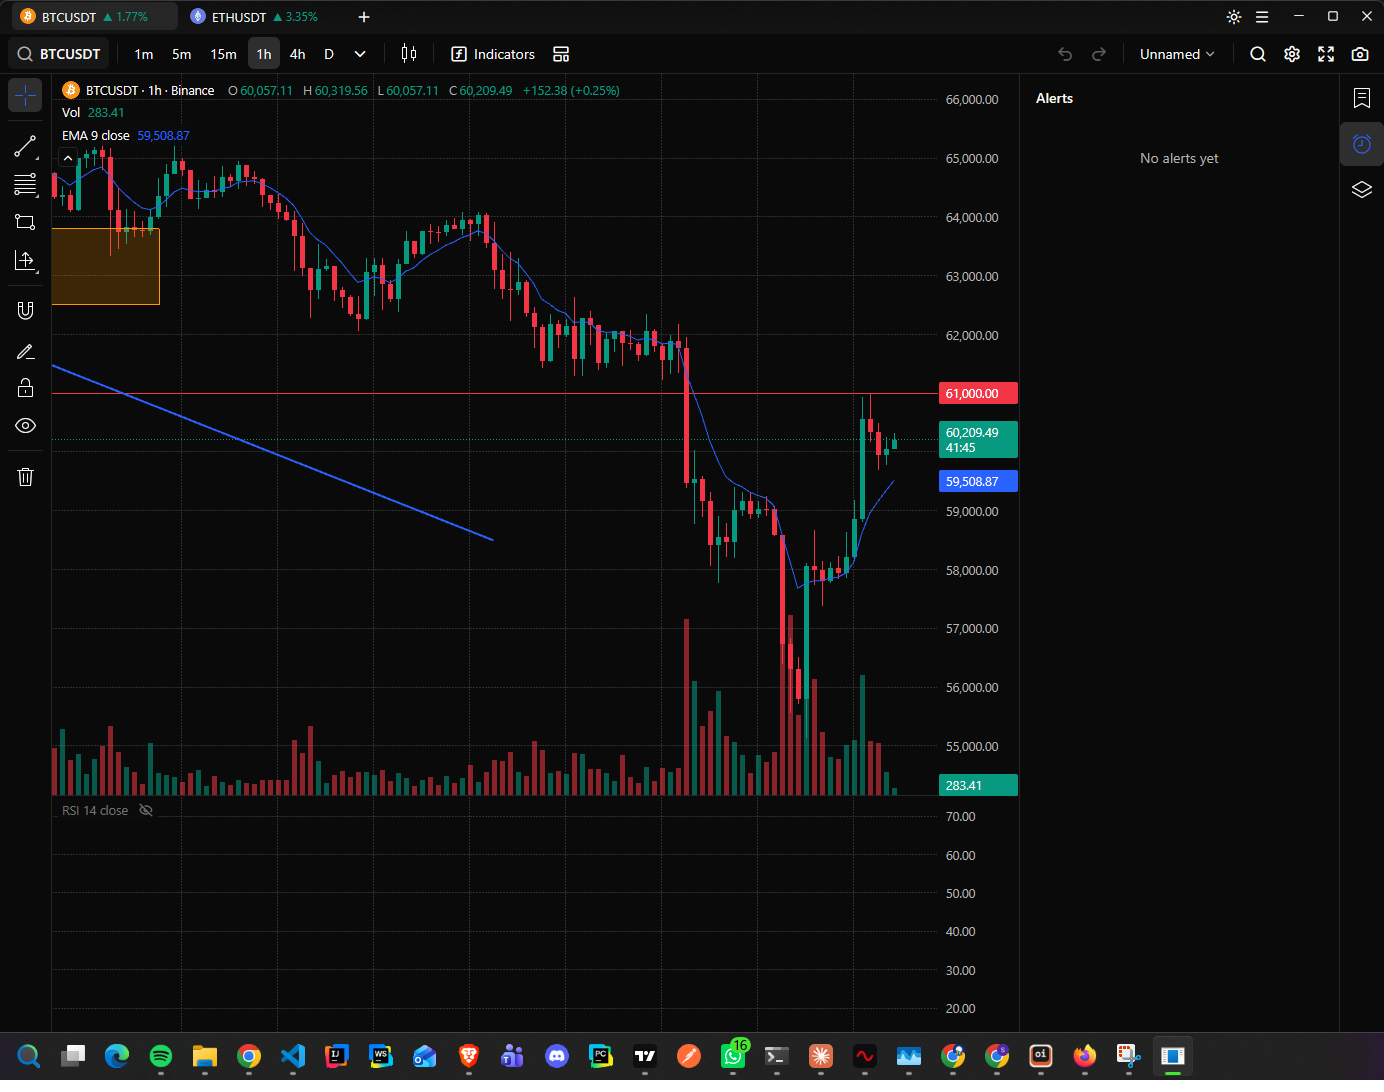 BTCUSDT 1.77%
ETHUSDT 3.35%
BTCUSDT
1m 5m 15m 1h 4h D
Indicators
Unnamed
BTCUSDT · 1h · Binance O 60,057.11 H 60,319.56 L 60,057.11 C 60,209.49 +152.38 (+0.25%)
Vol 283.41
EMA 9 close 59,508.87
66,000.00
65,000.00
64,000.00
63,000.00
62,000.00
61,000.00
60,209.49
41:45
59,508.87
59,000.00
58,000.00
57,000.00
56,000.00
55,000.00
283.41
RSI 14 close
70.00
60.00
50.00
40.00
30.00
20.00
Alerts
No alerts yet
IJ
WS
PC
16
oi